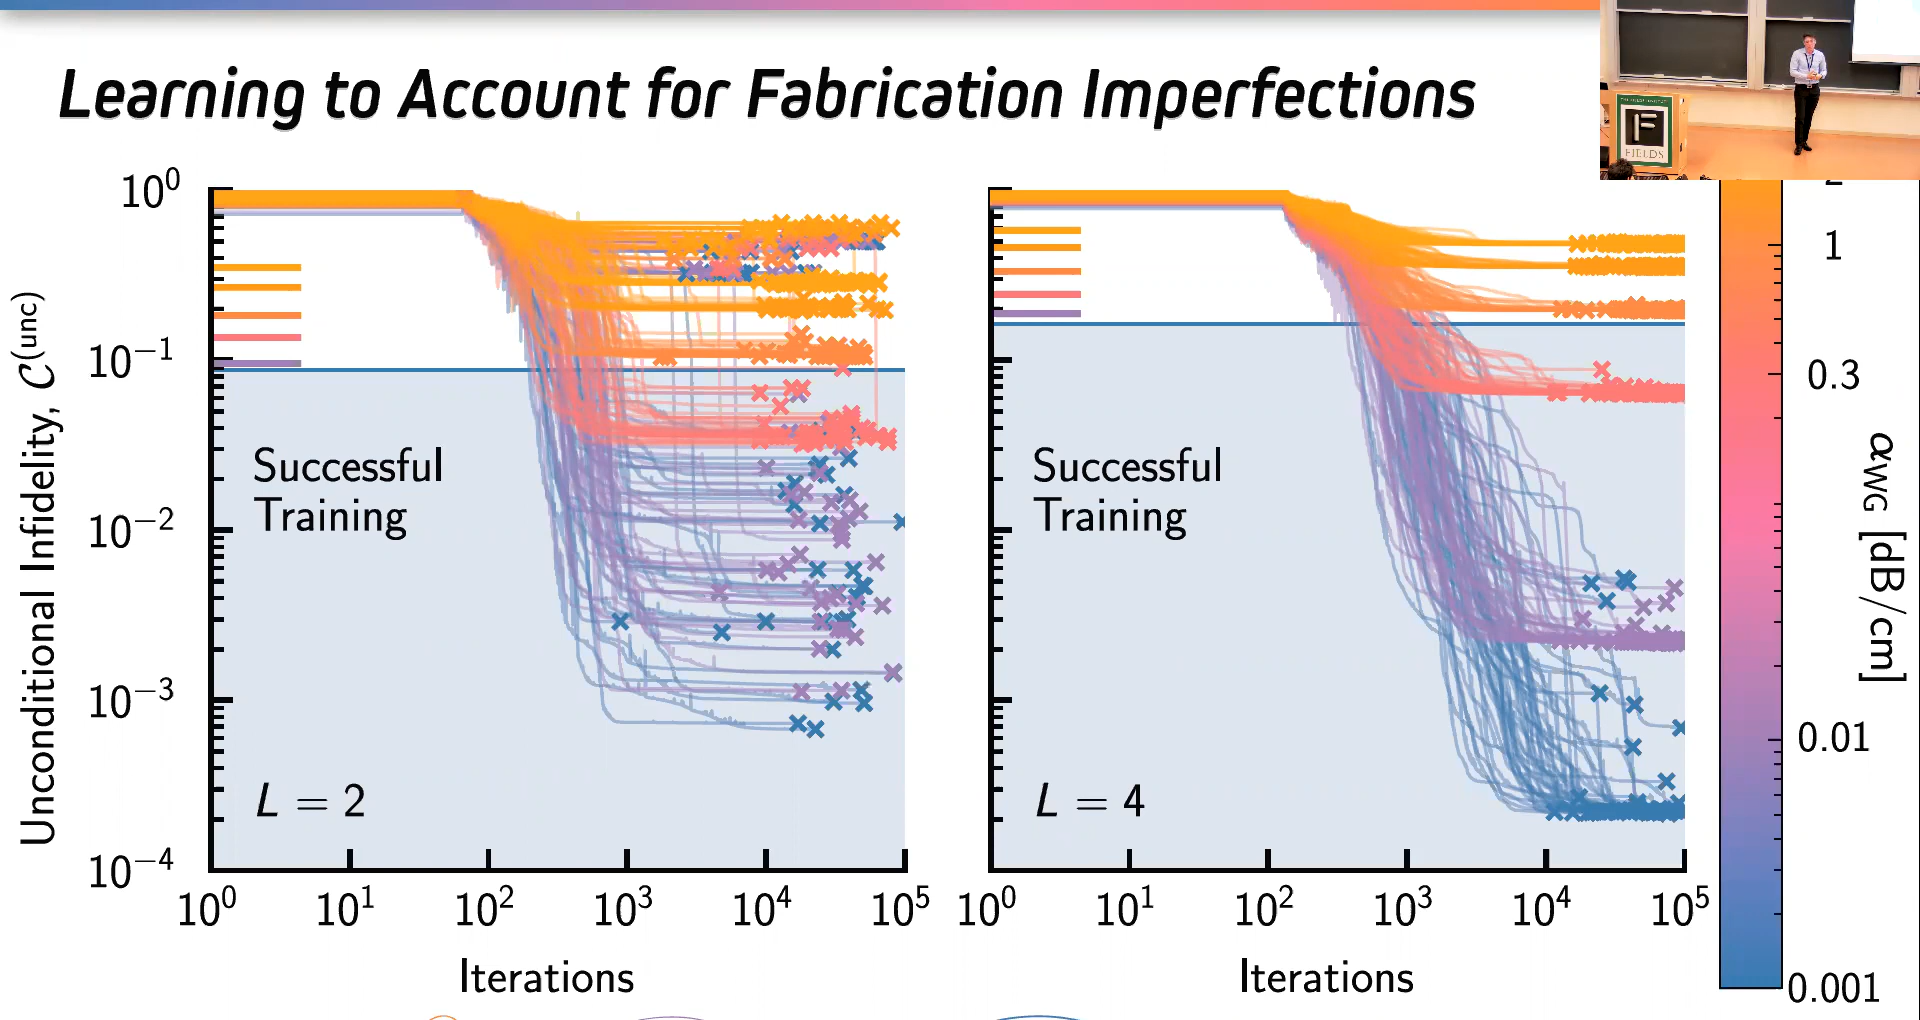 Learning to Account for Fabrication Imperfections
FIELDS
Unconditional Infidelity, 𝒞^(unc)
10^0
10^−1
10^−2
10^−3
10^−4
Successful
Training
L = 2
10^0 10^1 10^2 10^3 10^4 10^5
Iterations
Successful
Training
L = 4
10^0 10^1 10^2 10^3 10^4 10^5
Iterations
2
1
0.3
0.01
0.001
α_WG [dB/cm]